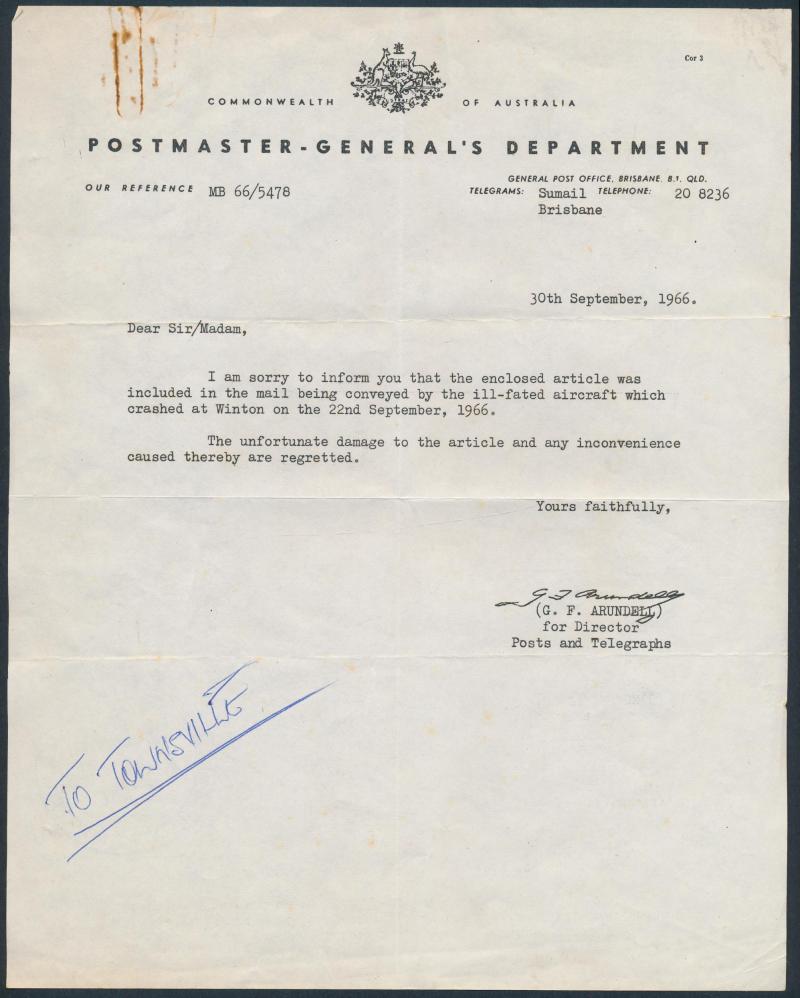 Cor 3
COMMONWEALTH OF AUSTRALIA
POSTMASTER-GENERAL'S DEPARTMENT
GENERAL POST OFFICE, BRISBANE, B.1. QLD.
OUR REFERENCE MB 66/5478
TELEGRAMS: Sumail TELEPHONE: 20 8236
Brisbane
30th September, 1966.
Dear Sir/Madam,
I am sorry to inform you that the enclosed article was
included in the mail being conveyed by the ill-fated aircraft which
crashed at Winton on the 22nd September, 1966.
The unfortunate damage to the article and any inconvenience
caused thereby are regretted.
Yours faithfully,
G F Arundell
(G. F. ARUNDELL)
for Director
Posts and Telegraphs
TO TOWNSVILLE